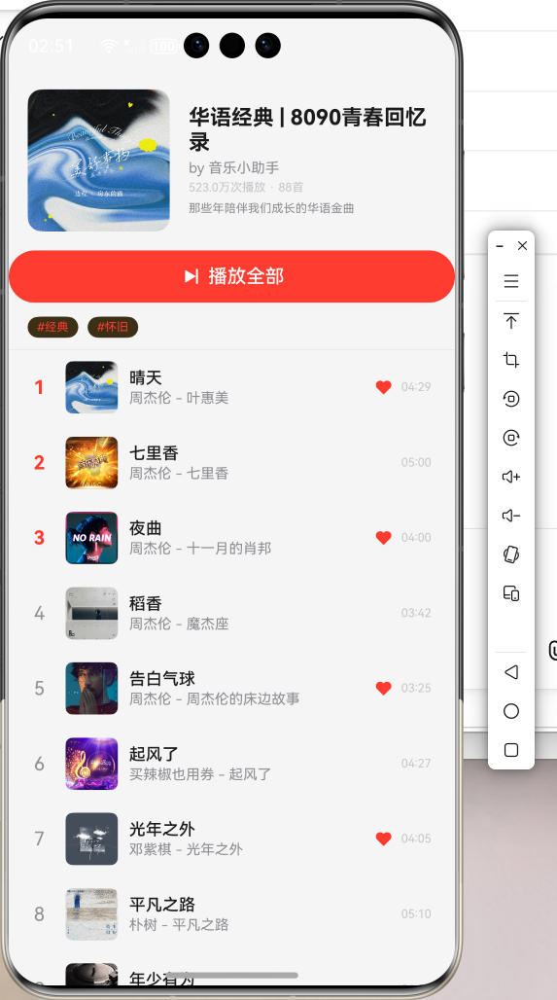 02:51
100
Beautiful Th
美好事物
华语经典 | 8090青春回忆
录
by 音乐小助手
523.0万次播放 · 88首
那些年陪伴我们成长的华语金曲
播放全部
#经典 #怀旧
1 晴天 04:29
周杰伦 - 叶惠美
2 七里香 05:00
周杰伦 - 七里香
3 NO RAIN 夜曲 04:00
周杰伦 - 十一月的肖邦
4 稻香 03:42
周杰伦 - 魔杰座
5 告白气球 03:25
周杰伦 - 周杰伦的床边故事
6 起风了 04:27
买辣椒也用券 - 起风了
7 光年之外 04:05
邓紫棋 - 光年之外
8 平凡之路 05:10
朴树 - 平凡之路
年少有为